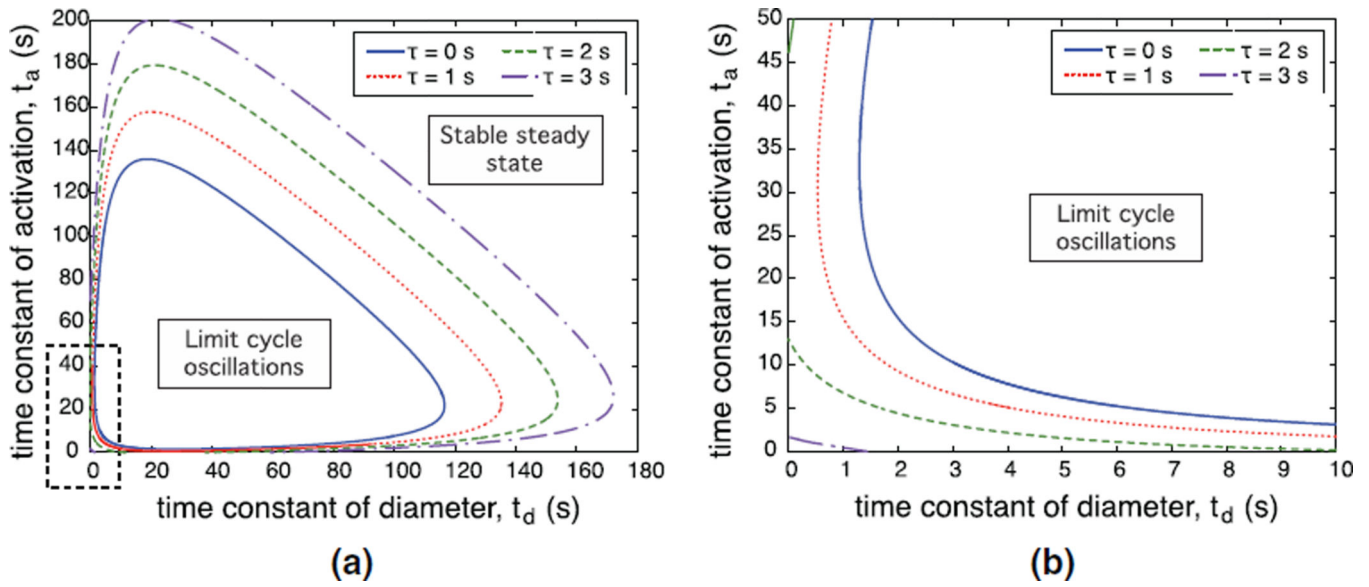 time constant of activation, t_a (s)
200
180
160
140
120
100
80
60
40
20
0
τ = 0 s τ = 2 s
τ = 1 s τ = 3 s
Stable steady
state
Limit cycle
oscillations
0 20 40 60 80 100 120 140 160 180
time constant of diameter, t_d (s)
(a)
time constant of activation, t_a (s)
50
45
40
35
30
25
20
15
10
5
0
τ = 0 s τ = 2 s
τ = 1 s τ = 3 s
Limit cycle
oscillations
0 1 2 3 4 5 6 7 8 9 10
time constant of diameter, t_d (s)
(b)